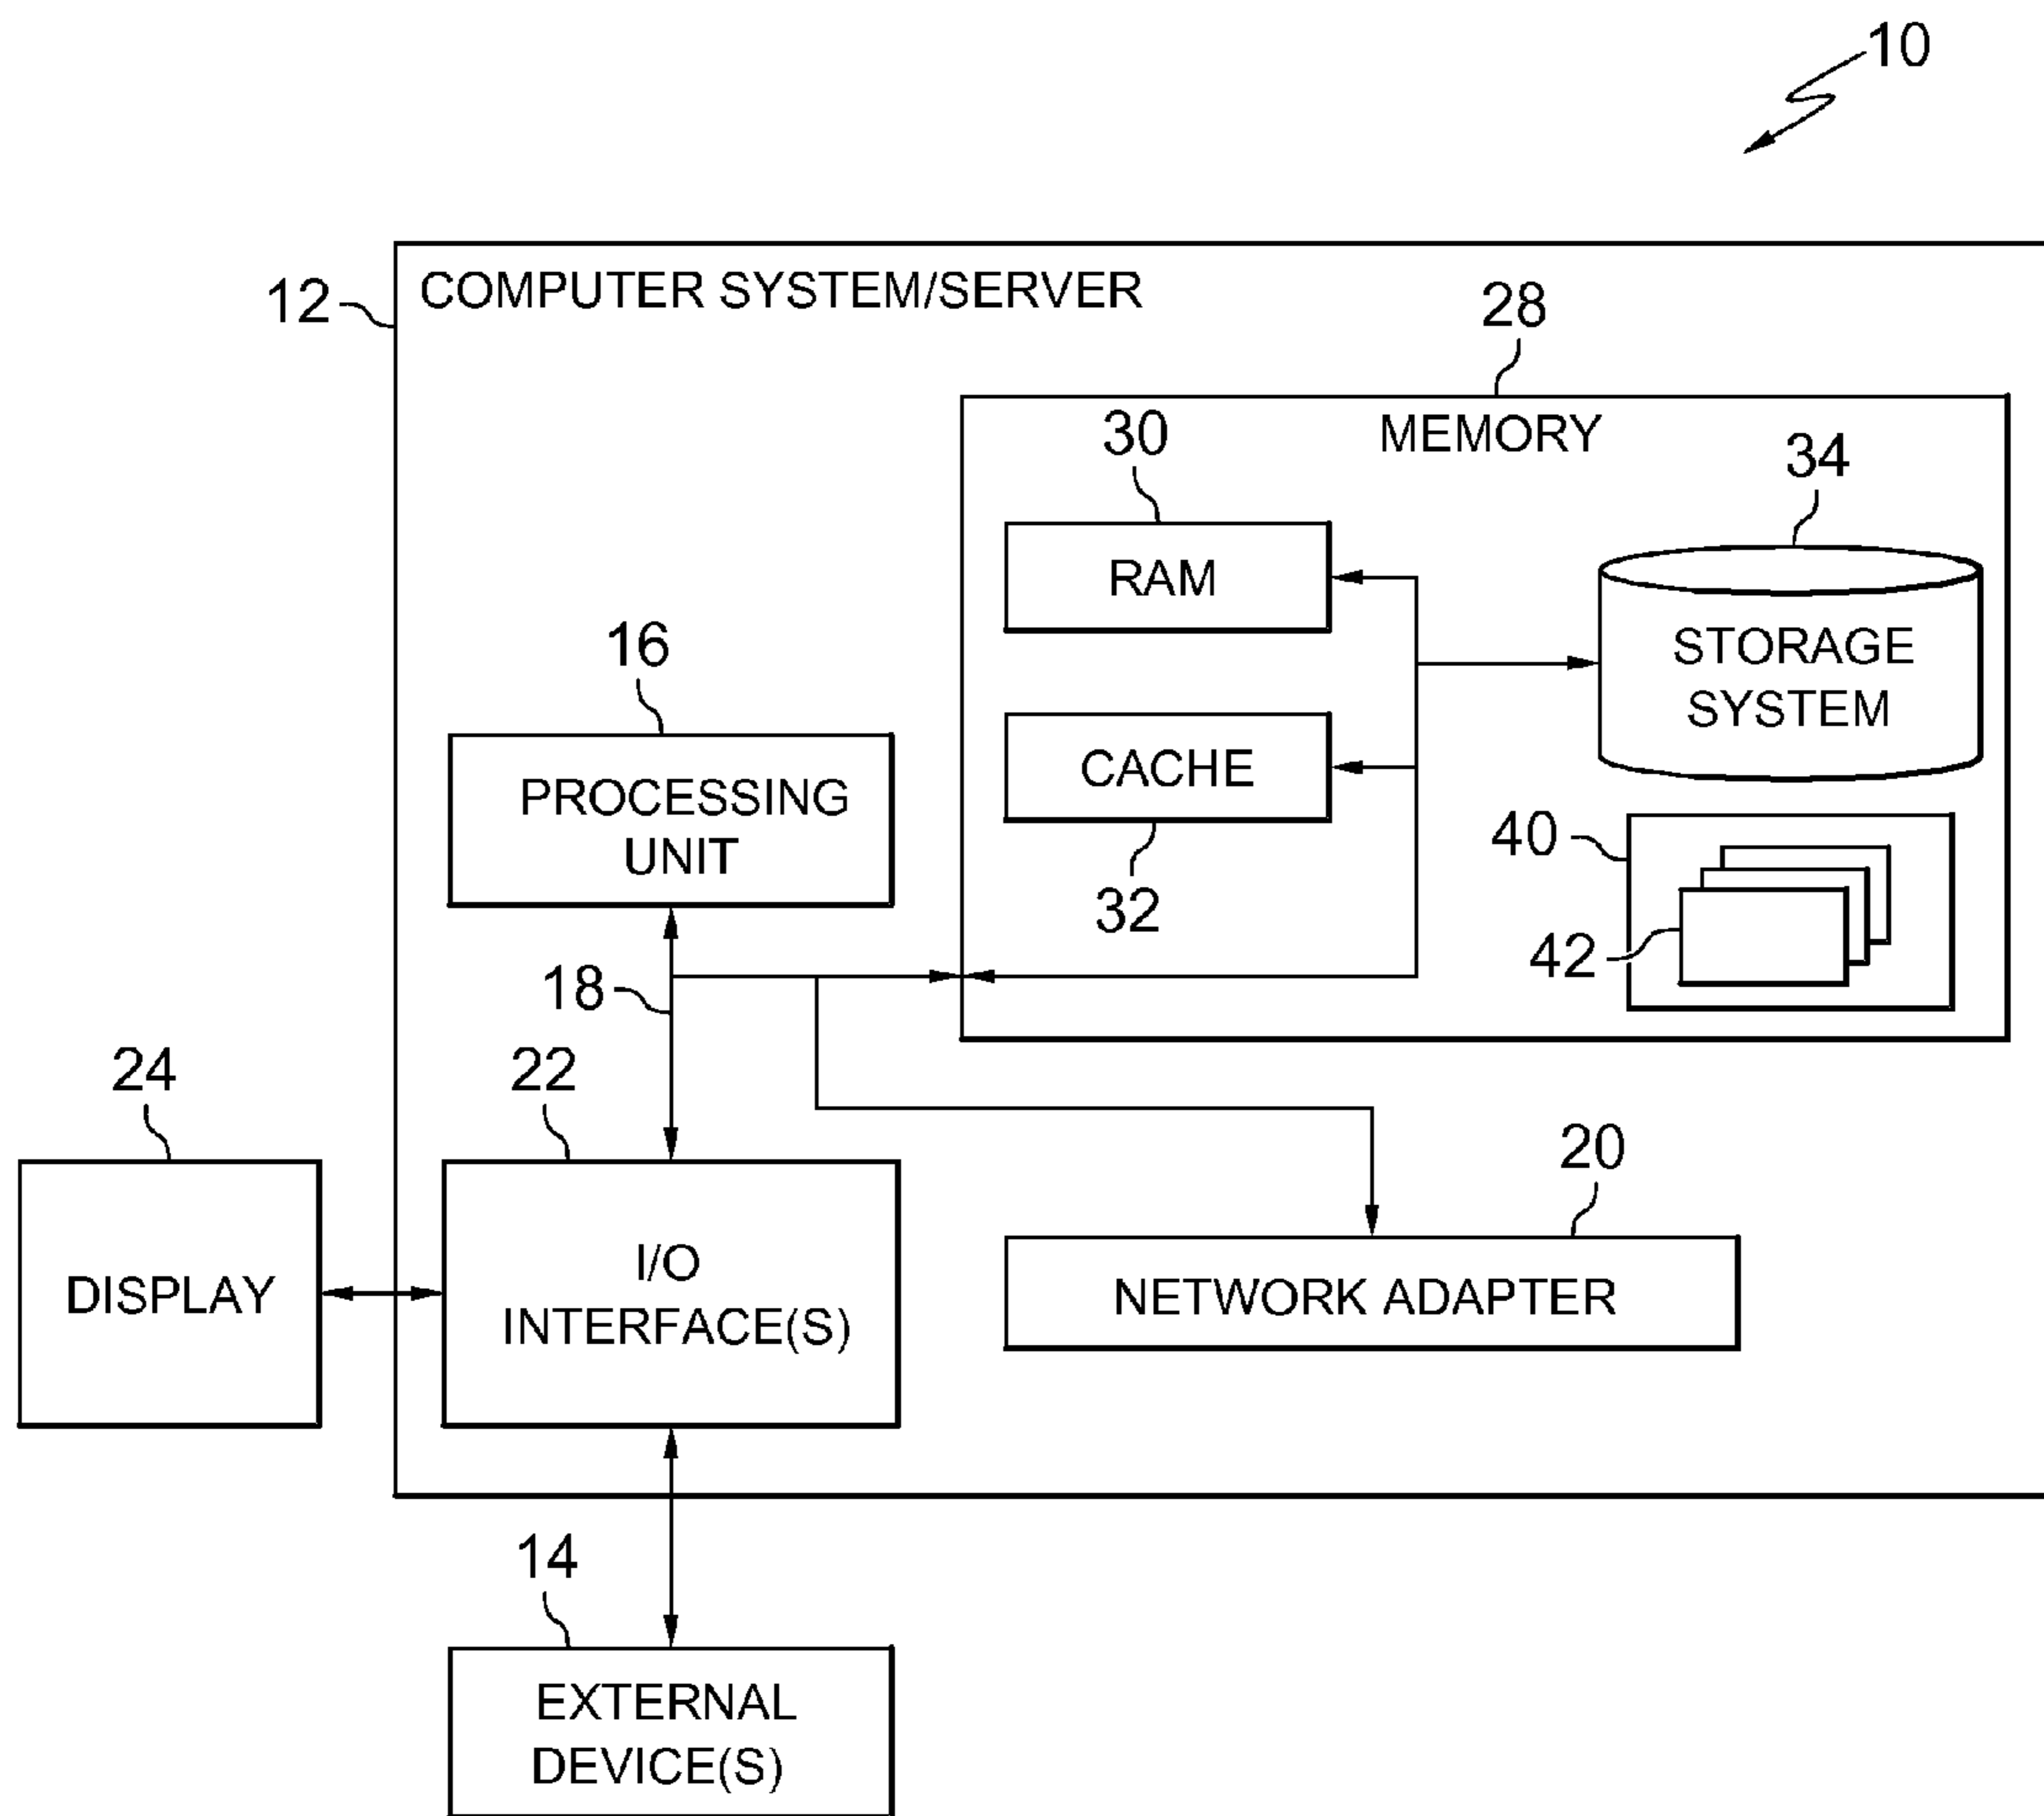 10
12
COMPUTER SYSTEM/SERVER
28
MEMORY
30
34
RAM
STORAGE
SYSTEM
16
CACHE
PROCESSING
UNIT
40
32
42
18
24
22
20
DISPLAY
I/O
INTERFACE(S)
NETWORK ADAPTER
14
EXTERNAL
DEVICE(S)